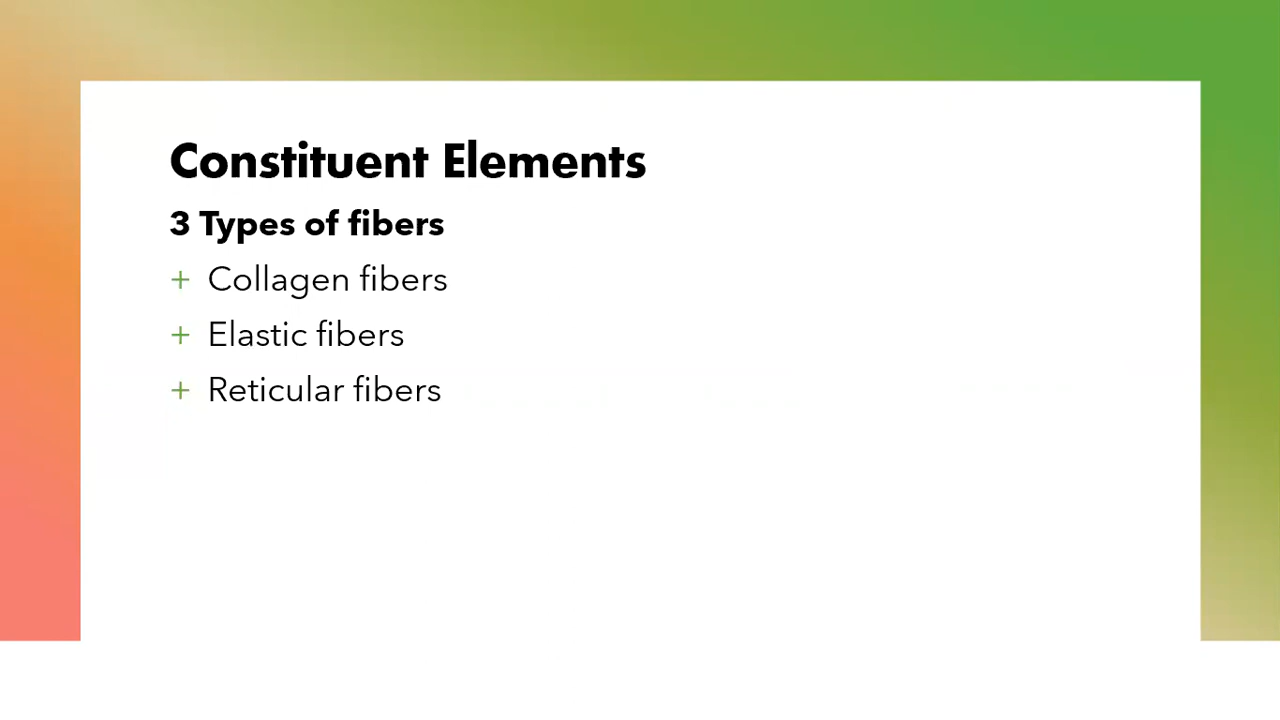 Constituent Elements
3 Types of fibers
+ Collagen fibers
+ Elastic fibers
+ Reticular fibers